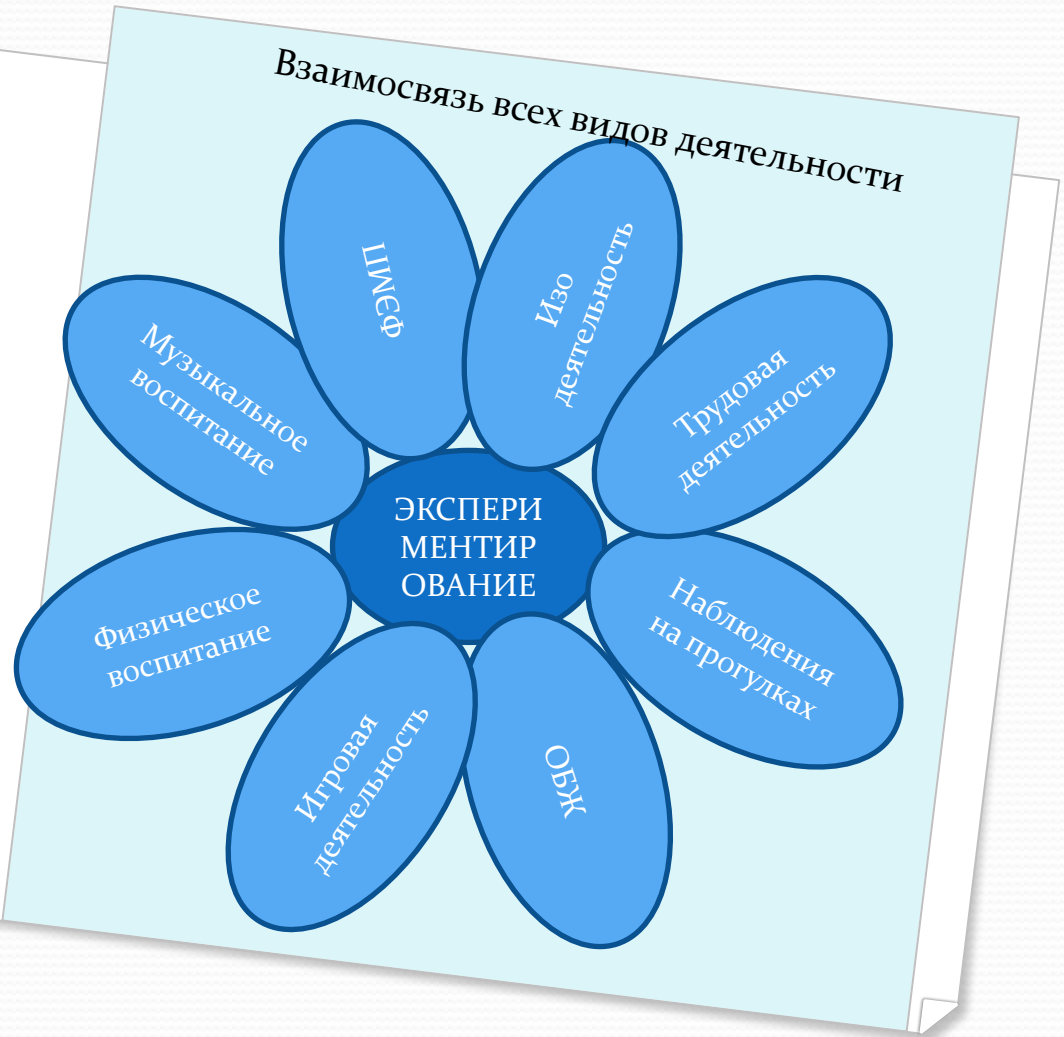 Взаимосвязь всех видов деятельности
ФЭМП
Изо
деятельность
Музыкальное
воспитание
Трудовая
деятельность
ЭКСПЕРИ
МЕНТИР
ОВАНИЕ
Физическое
воспитание
Наблюдения
на прогулках
Игровая
деятельность
ОБЖ